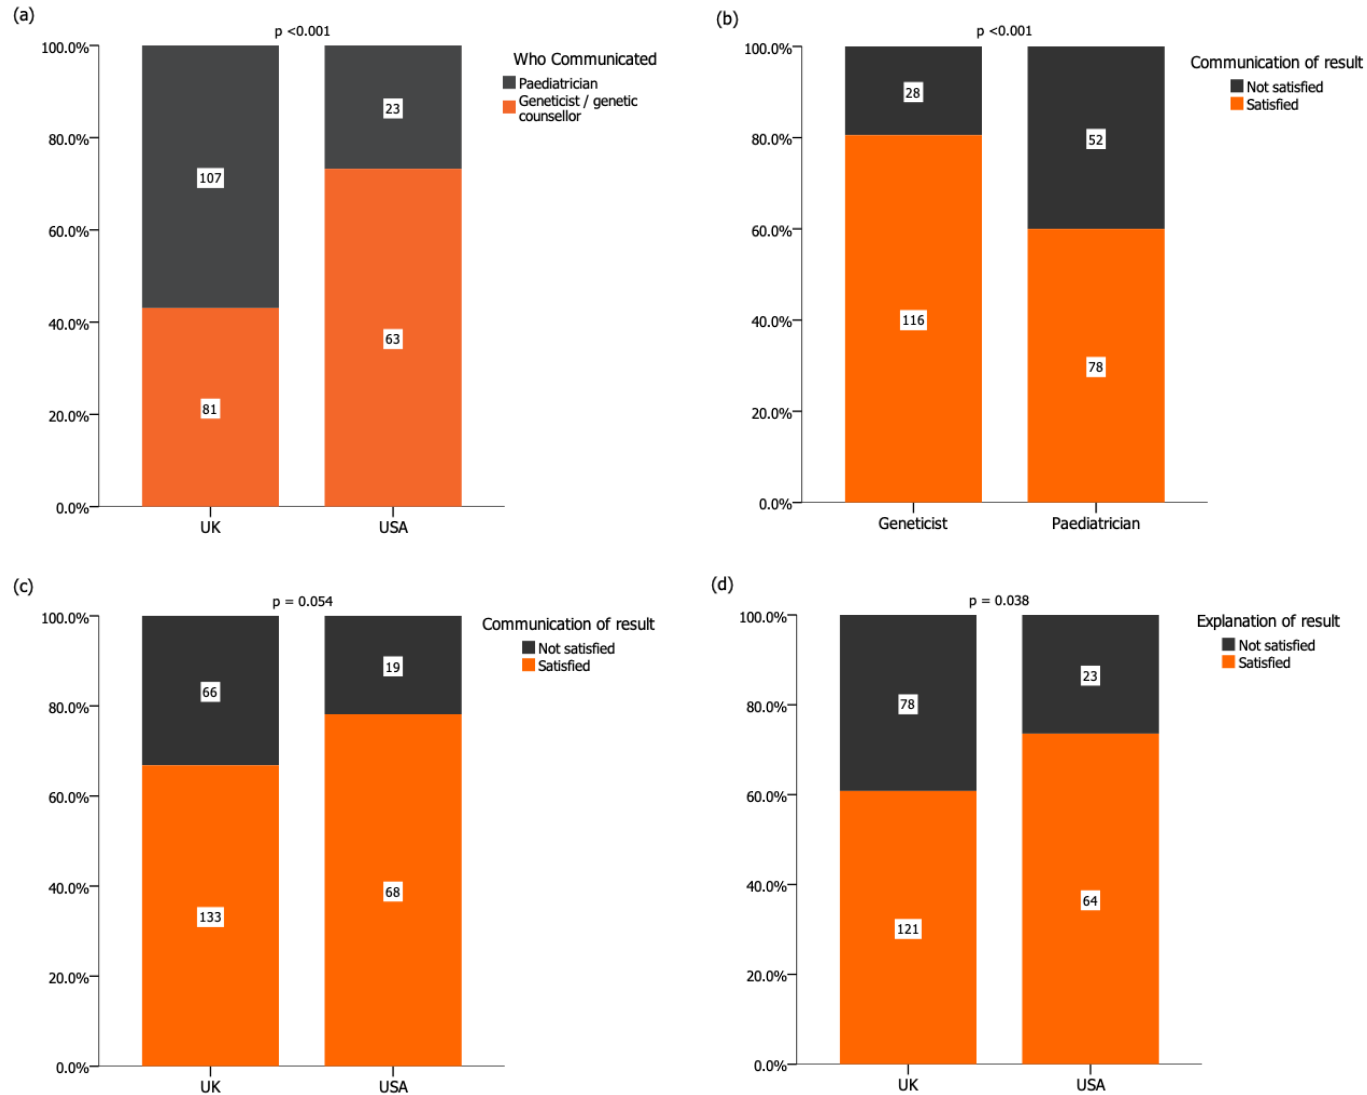 (a)
p <0.001
100.0%
80.0%
60.0%
40.0%
20.0%
0.0%
107
81
23
63
UK
USA
Who Communicated
Paediatrician
Geneticist / genetic
counsellor
(b)
p <0.001
100.0%
80.0%
60.0%
40.0%
20.0%
0.0%
28
116
52
78
Geneticist
Paediatrician
Communication of result
Not satisfied
Satisfied
(c)
p = 0.054
100.0%
80.0%
60.0%
40.0%
20.0%
0.0%
66
133
19
68
UK
USA
Communication of result
Not satisfied
Satisfied
(d)
p = 0.038
100.0%
80.0%
60.0%
40.0%
20.0%
0.0%
78
121
23
64
UK
USA
Explanation of result
Not satisfied
Satisfied